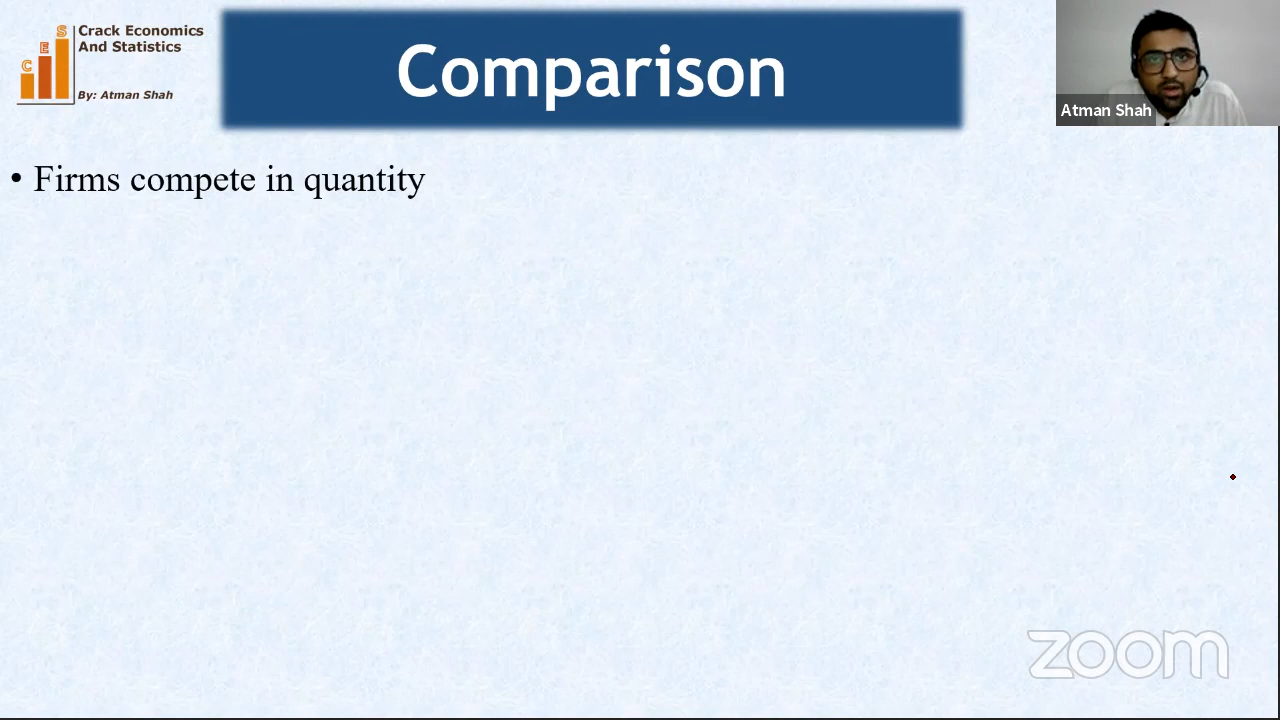 C E S
Crack Economics
And Statistics
By: Atman Shah
Comparison
Atman Shah
• Firms compete in quantity
zoom